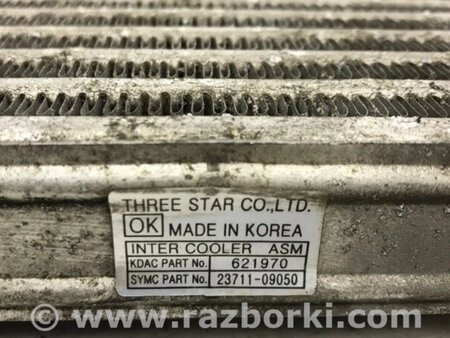 THREE STAR CO.,LTD.
OK MADE IN KOREA
INTER COOLER ASM
KDAC PART No. 621970
SYMC PART No. 23711-09050
www.razborki.com